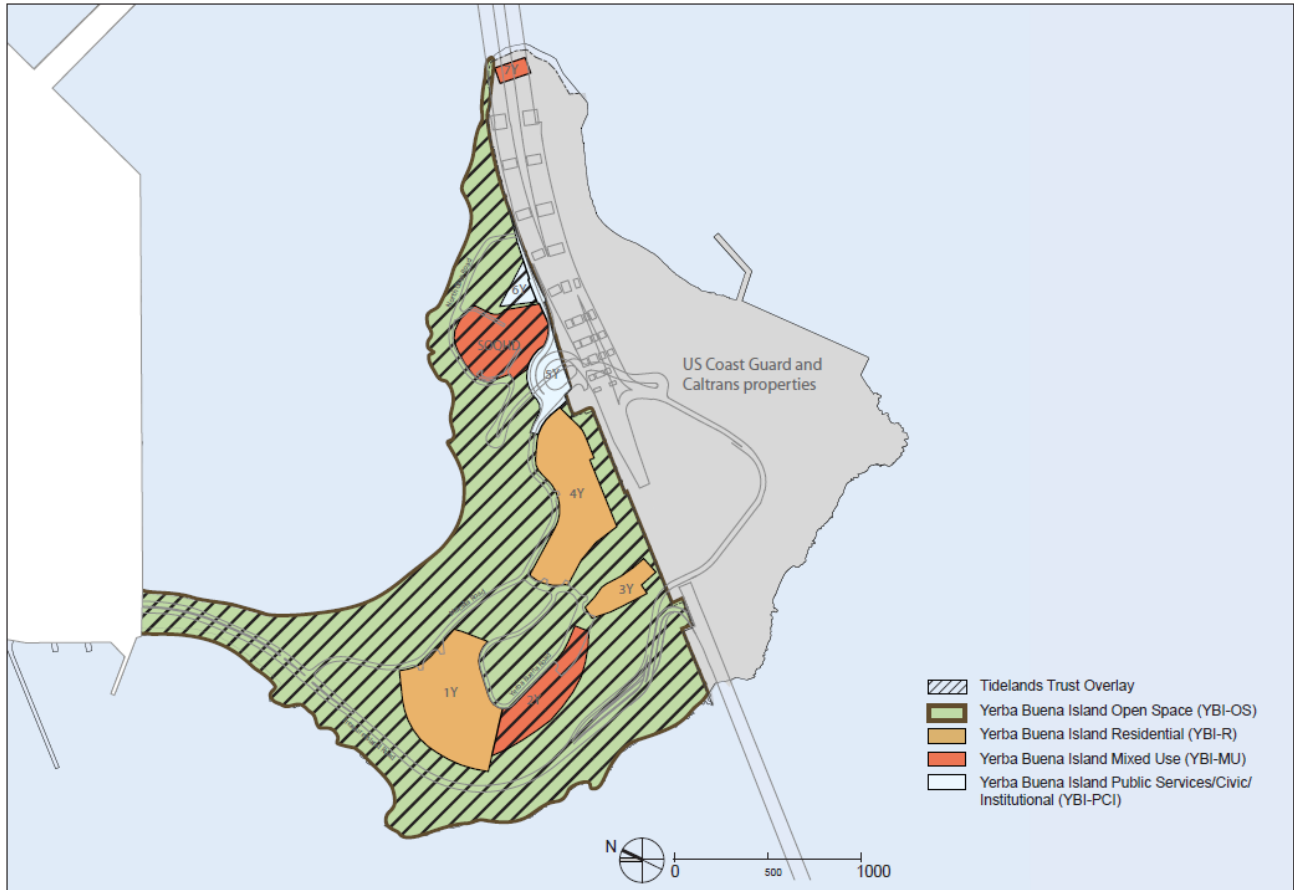 7Y
6Y
SQQHD
5Y
US Coast Guard and
Caltrans properties
4Y
3Y
1Y
2Y
Tidelands Trust Overlay
Yerba Buena Island Open Space (YBI-OS)
Yerba Buena Island Residential (YBI-R)
Yerba Buena Island Mixed Use (YBI-MU)
Yerba Buena Island Public Services/Civic/
Institutional (YBI-PCI)
N
0
500
1000